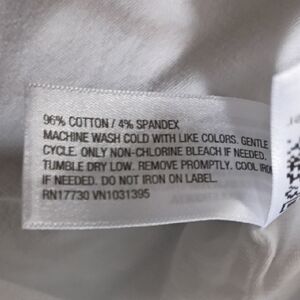 96% COTTON / 4% SPANDEX
MACHINE WASH COLD WITH LIKE COLORS. GENTLE
CYCLE. ONLY NON-CHLORINE BLEACH IF NEEDED.
TUMBLE DRY LOW. REMOVE PROMPTLY. COOL IRON
IF NEEDED. DO NOT IRON ON LABEL.
RN17730 VN1031395